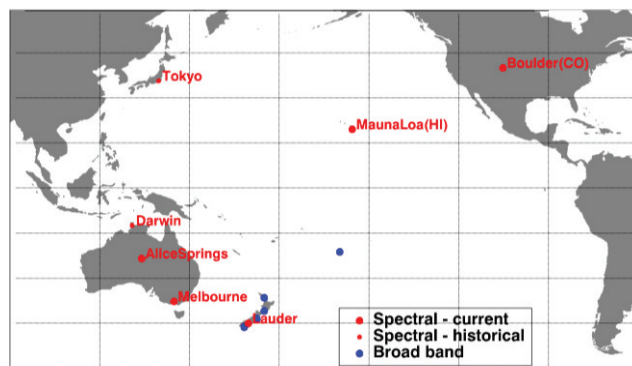 Tokyo
Boulder(CO)
MaunaLoa(HI)
Darwin
AliceSprings
Melbourne
Lauder
Spectral - current
Spectral - historical
Broad band